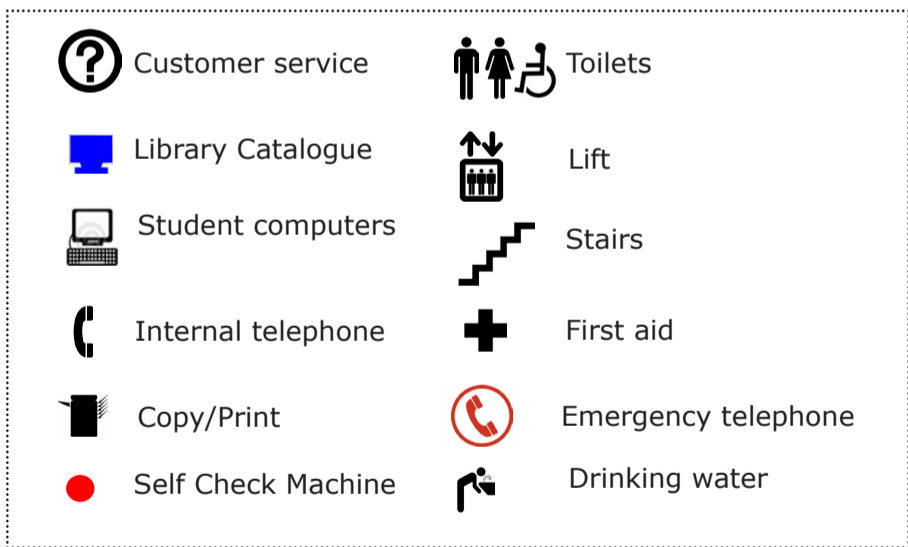 Customer service
Library Catalogue
Student computers
Internal telephone
Copy/Print
Self Check Machine
Toilets
Lift
Stairs
First aid
Emergency telephone
Drinking water